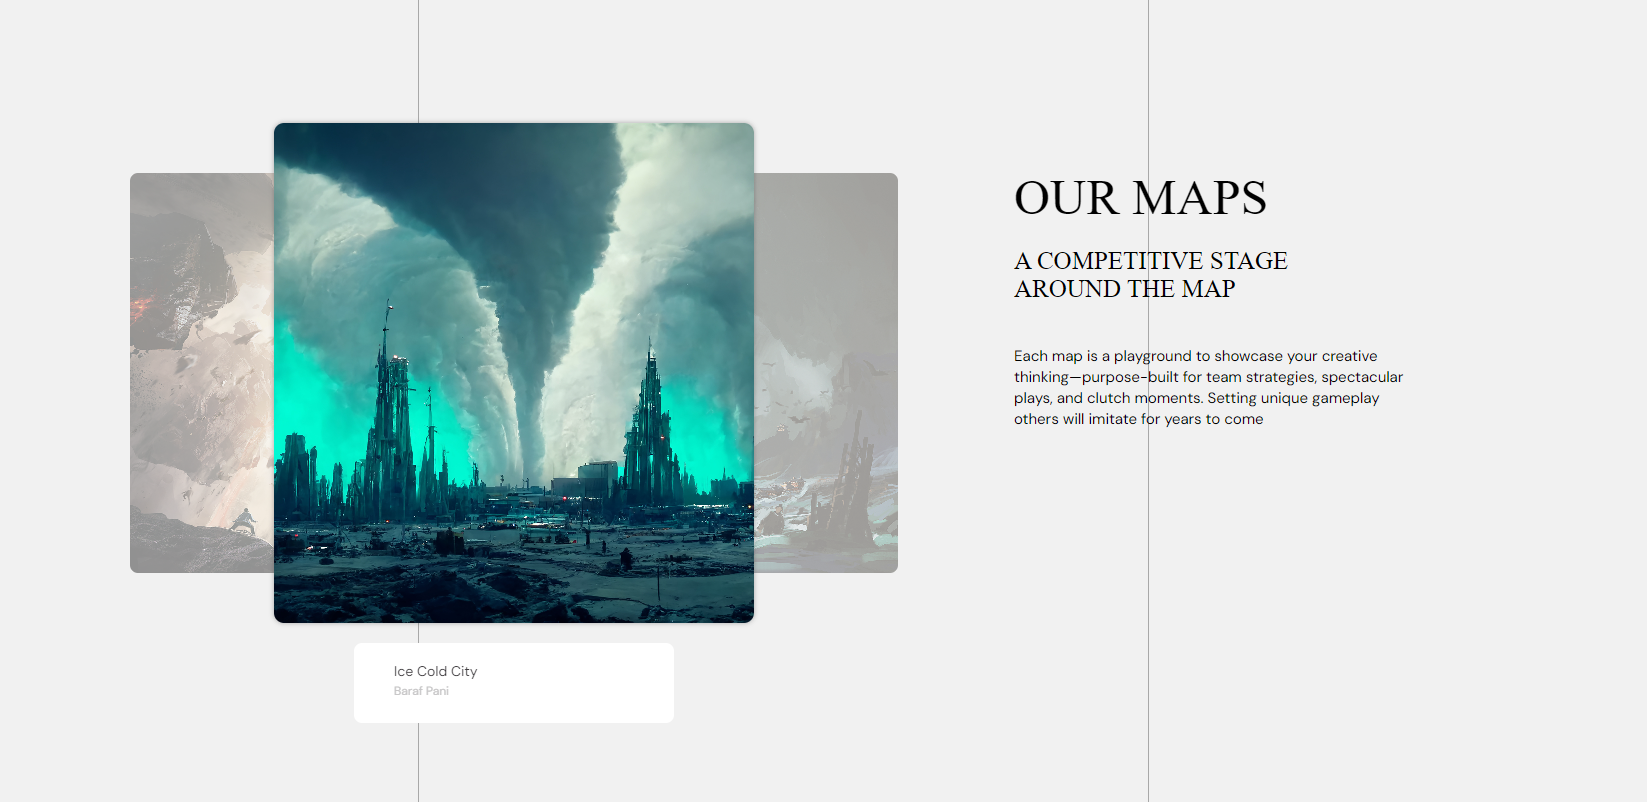 OUR MAPS
A COMPETITIVE STAGE
AROUND THE MAP
Each map is a playground to showcase your creative
thinking—purpose-built for team strategies, spectacular
plays, and clutch moments. Setting unique gameplay
others will imitate for years to come
Ice Cold City
Baraf Pani